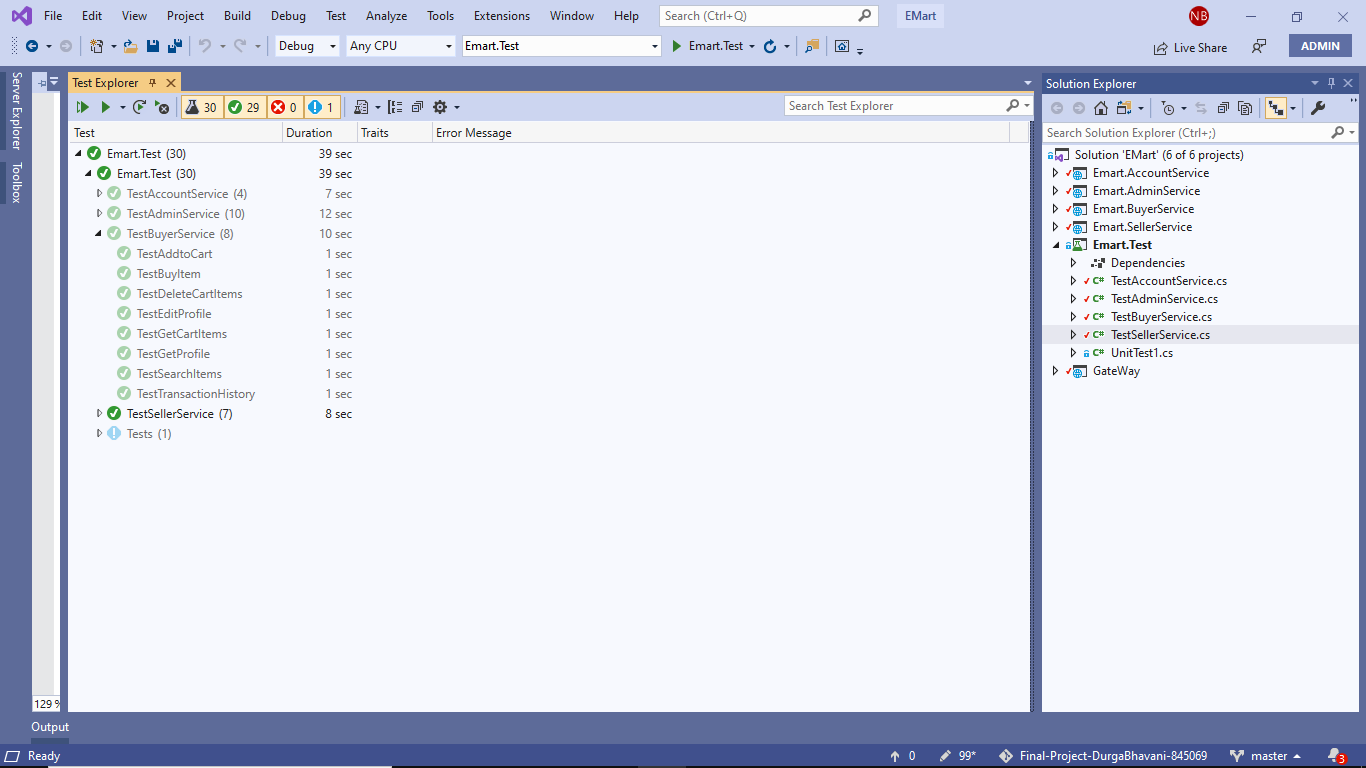 File Edit View Project Build Debug Test Analyze Tools Extensions Window Help Search (Ctrl+Q) EMart NB
Debug Any CPU Emart.Test Emart.Test Live Share ADMIN
Server Explorer
Toolbox
Test Explorer
30 29 0 1 Search Test Explorer
Test Duration Traits Error Message
Emart.Test (30) 39 sec
Emart.Test (30) 39 sec
TestAccountService (4) 7 sec
TestAdminService (10) 12 sec
TestBuyerService (8) 10 sec
TestAddtoCart 1 sec
TestBuyItem 1 sec
TestDeleteCartItems 1 sec
TestEditProfile 1 sec
TestGetCartItems 1 sec
TestGetProfile 1 sec
TestSearchItems 1 sec
TestTransactionHistory 1 sec
TestSellerService (7) 8 sec
Tests (1)
Solution Explorer
Search Solution Explorer (Ctrl+;)
Solution 'EMart' (6 of 6 projects)
Emart.AccountService
Emart.AdminService
Emart.BuyerService
Emart.SellerService
Emart.Test
Dependencies
C# TestAccountService.cs
C# TestAdminService.cs
C# TestBuyerService.cs
C# TestSellerService.cs
C# UnitTest1.cs
GateWay
129 %
Output
Ready 0 99* Final-Project-DurgaBhavani-845069 master 3